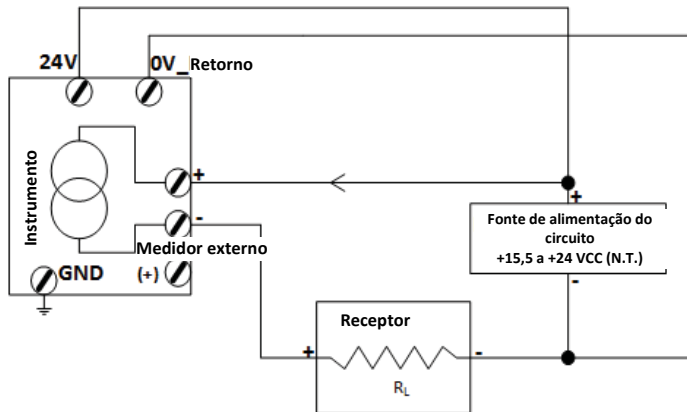 24V
0V_Retorno
Instrumento
+
-
Medidor externo
(+)
GND
+
Fonte de alimentação do
circuito
+15,5 a +24 VCC (N.T.)
-
Receptor
+
-
RL